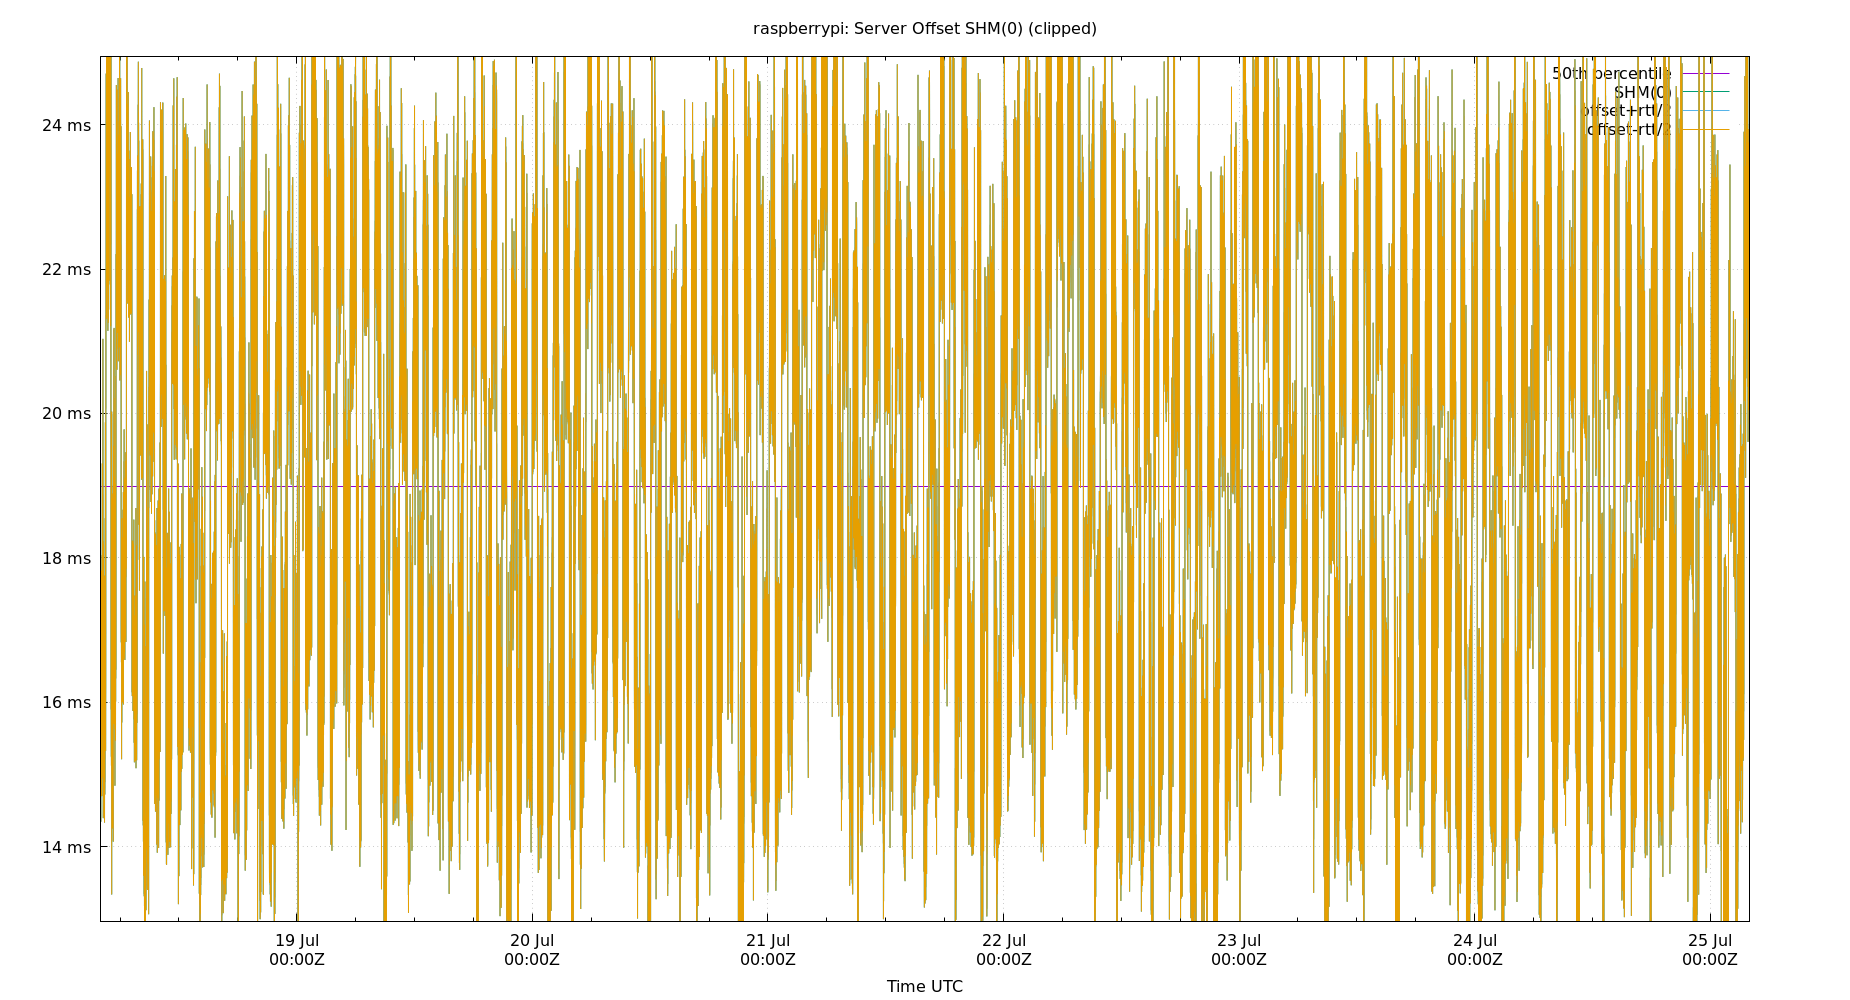 raspberrypi: Server Offset SHM(0) (clipped)
50th percentile
SHM(0)
offset+rtt/2
offset-rtt/2
24 ms
22 ms
20 ms
18 ms
16 ms
14 ms
19 Jul 20 Jul 21 Jul 22 Jul 23 Jul 24 Jul 25 Jul
00:00Z 00:00Z 00:00Z 00:00Z 00:00Z 00:00Z 00:00Z
Time UTC